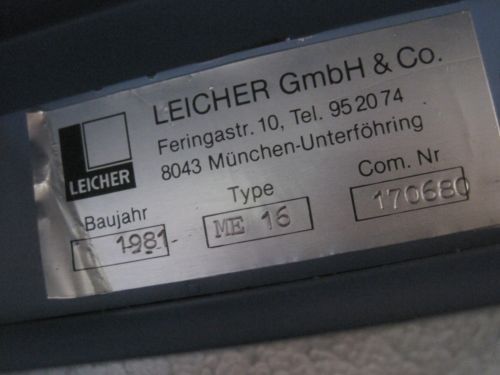 LEICHER GmbH & Co.
Feringastr. 10, Tel. 95 20 74
8043 München-Unterföhring
LEICHER
Baujahr Type Com. Nr
1981 ME 16 170680